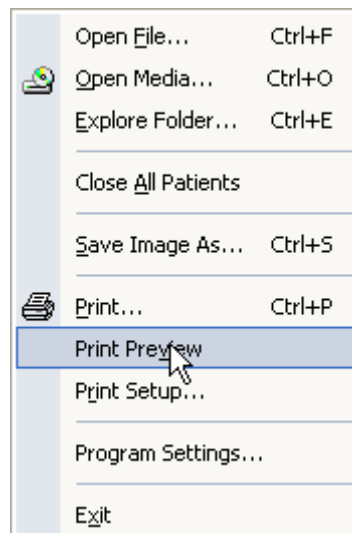 Open File... Ctrl+F
Open Media... Ctrl+O
Explore Folder... Ctrl+E
Close All Patients
Save Image As... Ctrl+S
Print... Ctrl+P
Print Preview
Print Setup...
Program Settings...
Exit